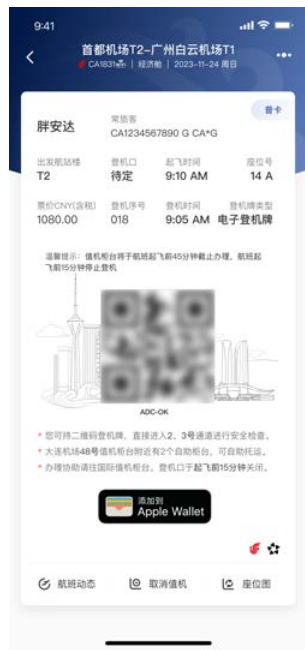 9:41
首都机场T2–广州白云机场T1
CA1831 | 经济舱 | 2023–11–24 周日
普卡
胖安达
常旅客
CA1234567890 G CA*G
出发航站楼 登机口 起飞时间 座位号
T2 待定 9:10 AM 14 A
票价CNY(含税) 登机序号 登机时间 登机牌类型
1080.00 018 9:05 AM 电子登机牌
温馨提示：值机柜台将于航班起飞前45分钟截止办理，航班起
飞前15分钟停止登机
ADC-OK
* 您可持二维码登机牌，直接进入2、3号通道进行安全检查。
* 大连机场48号值机柜台附近有2个自助柜台，可自助托运。
* 办理协助请往国际值机柜台。登机口于起飞前15分钟关闭。
添加到
Apple Wallet
航班动态 取消值机 座位图